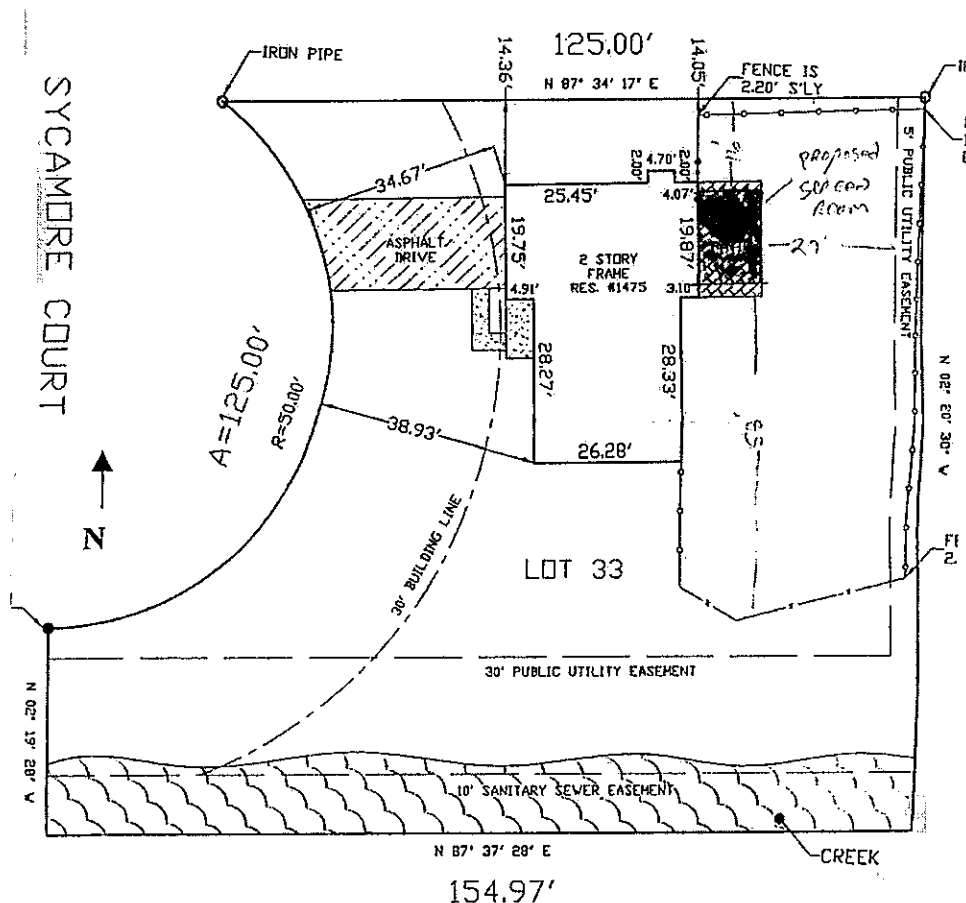 125.00'
N 87° 34' 17" E
IRON PIPE
14.36'
14.05'
FENCE IS
2.20' S'LY
SYCAMORE COURT
34.67'
4.70'
2.00'
2.00'
25.45'
4.07'
proposed
screen
room
ASPHALT
DRIVE
19.75'
19.87'
2 STORY
FRAME
RES. #1475
4.91'
3.10'
5' PUBLIC UTILITY EASEMENT
A=125.00'
R=50.00'
28.27'
28.33'
38.93'
26.28'
N 02° 20' 30" W
N
30' BUILDING LINE
LOT 33
30' PUBLIC UTILITY EASEMENT
N 02° 19' 28" W
10' SANITARY SEWER EASEMENT
N 87° 37' 28" E
CREEK
154.97'